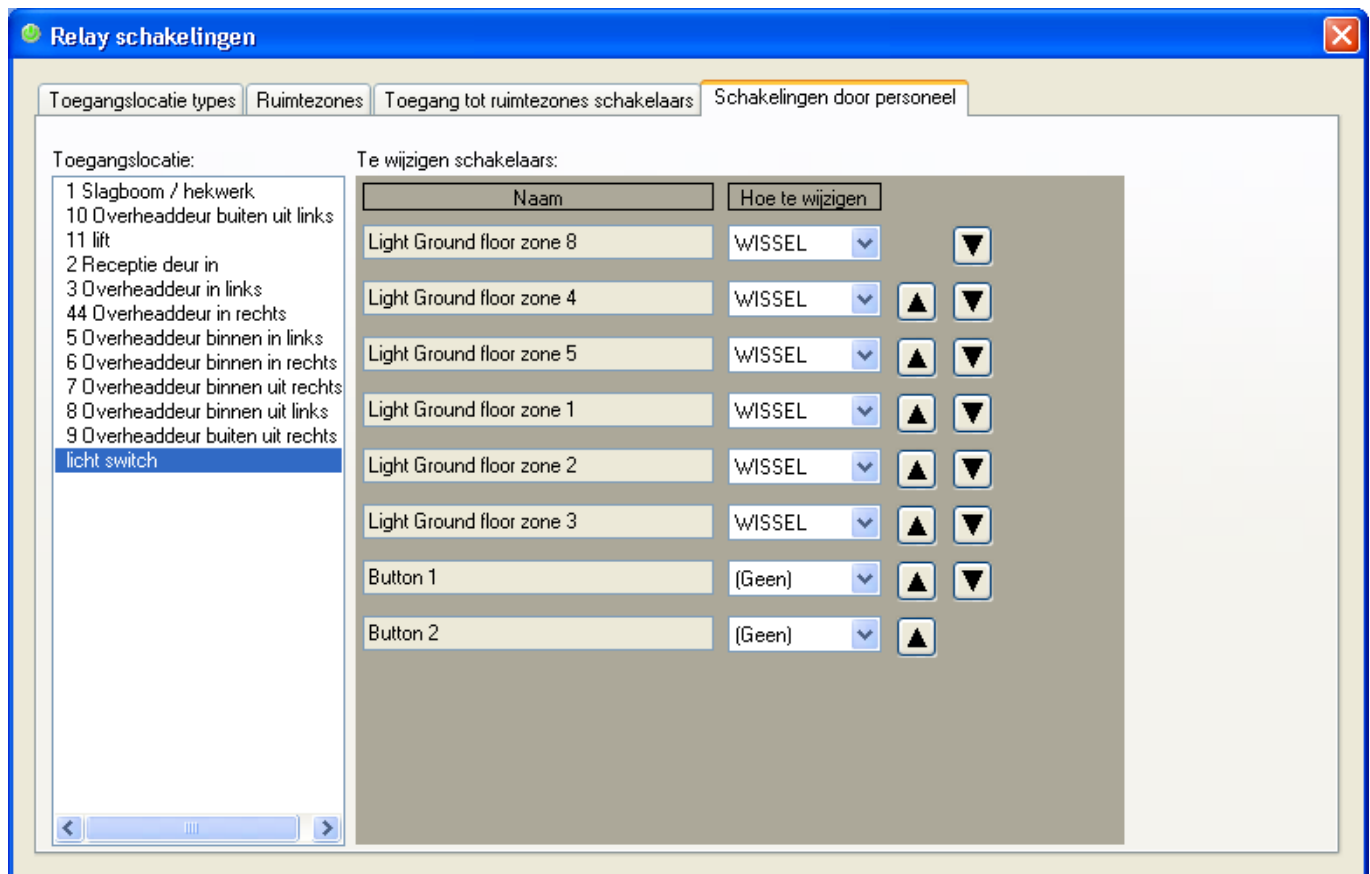 Relay schakelingen
Toegangslocatie types Ruimtezones Toegang tot ruimtezones schakelaars Schakelingen door personeel
Toegangslocatie:
1 Slagboom / hekwerk
10 Overheaddeur buiten uit links
11 lift
2 Receptie deur in
3 Overheaddeur in links
44 Overheaddeur in rechts
5 Overheaddeur binnen in links
6 Overheaddeur binnen in rechts
7 Overheaddeur binnen uit rechts
8 Overheaddeur binnen uit links
9 Overheaddeur buiten uit rechts
licht switch
Te wijzigen schakelaars:
Naam Hoe te wijzigen
Light Ground floor zone 8 WISSEL
Light Ground floor zone 4 WISSEL
Light Ground floor zone 5 WISSEL
Light Ground floor zone 1 WISSEL
Light Ground floor zone 2 WISSEL
Light Ground floor zone 3 WISSEL
Button 1 (Geen)
Button 2 (Geen)